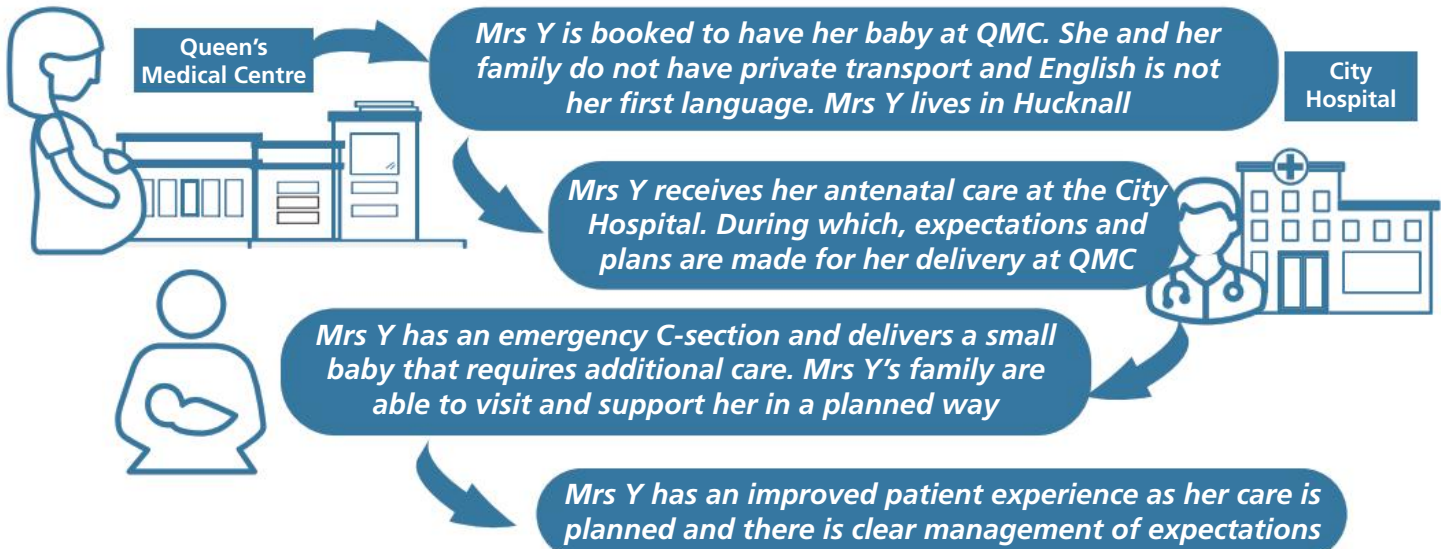 Queen's
Medical Centre
Mrs Y is booked to have her baby at QMC. She and her
family do not have private transport and English is not
her first language. Mrs Y lives in Hucknall
City
Hospital
Mrs Y receives her antenatal care at the City
Hospital. During which, expectations and
plans are made for her delivery at QMC
Mrs Y has an emergency C-section and delivers a small
baby that requires additional care. Mrs Y’s family are
able to visit and support her in a planned way
Mrs Y has an improved patient experience as her care is
planned and there is clear management of expectations